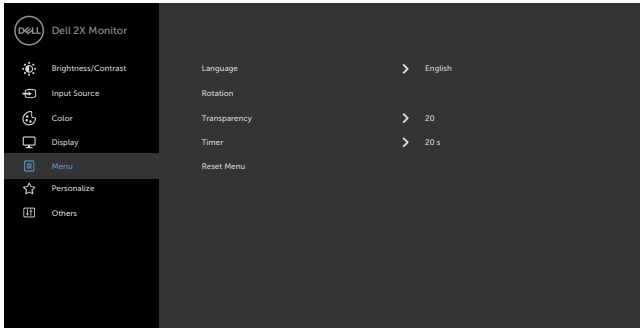 DELL Dell 2X Monitor
Brightness/Contrast
Input Source
Color
Display
Menu
Personalize
Others
Language English
Rotation
Transparency 20
Timer 20 s
Reset Menu